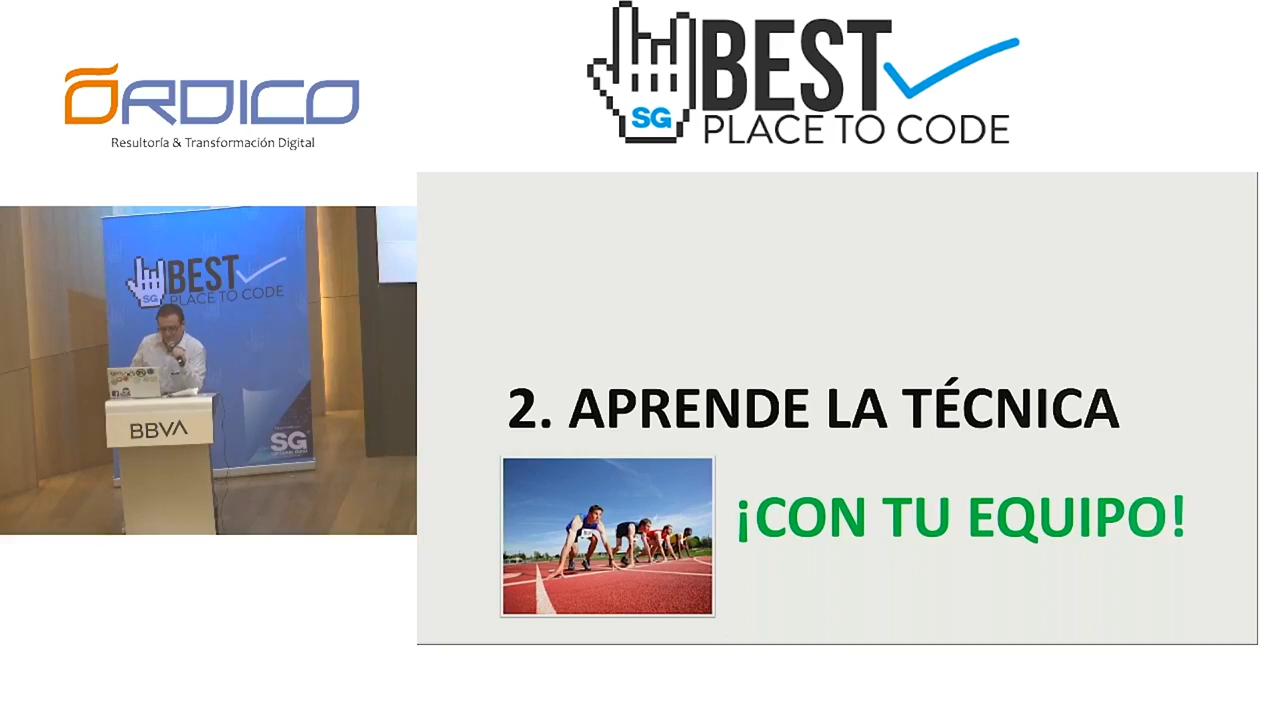 ÓRDICO
Resultoría & Transformación Digital
SG
BEST
PLACE TO CODE
SG
BEST
PLACE TO CODE
BBVA
SG
2. APRENDE LA TÉCNICA
¡CON TU EQUIPO!